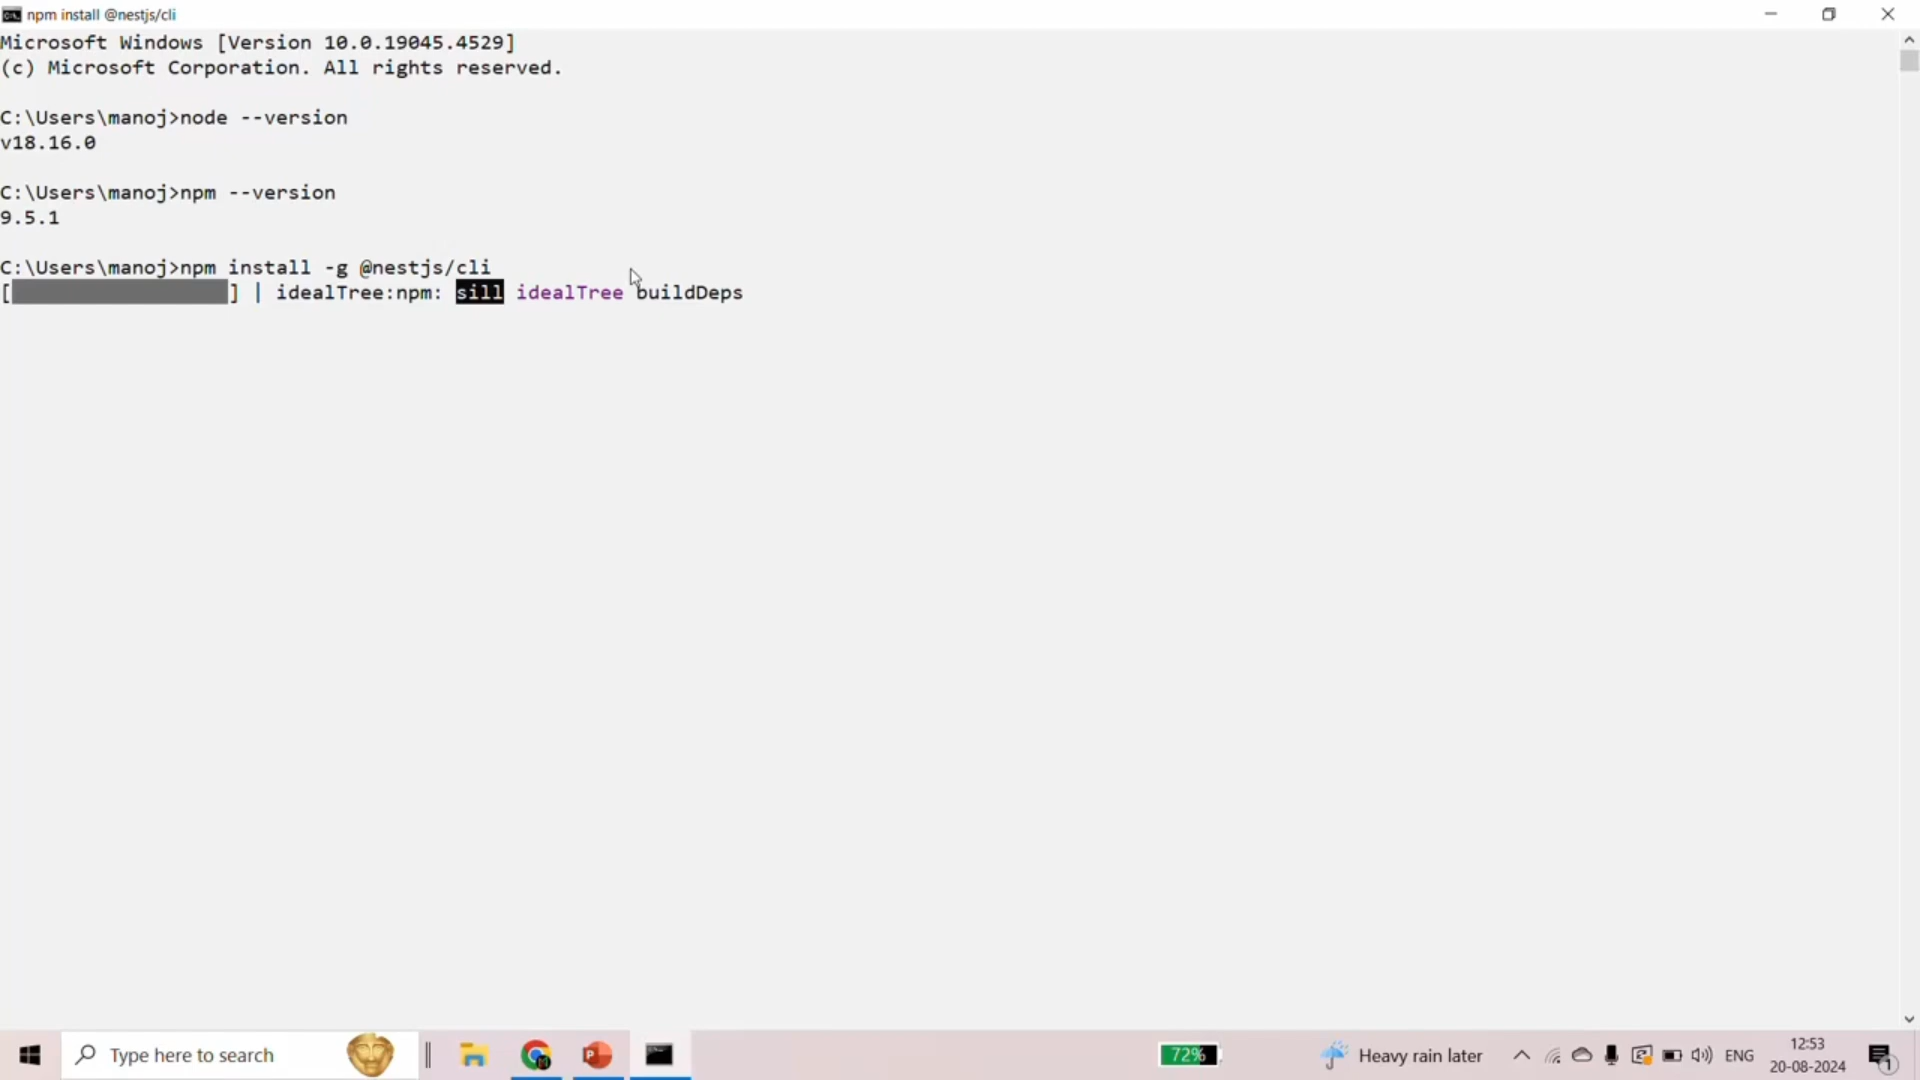 npm install @nestjs/cli
Microsoft Windows [Version 10.0.19045.4529]
(c) Microsoft Corporation. All rights reserved.
C:\Users\manoj>node --version
v18.16.0
C:\Users\manoj>npm --version
9.5.1
C:\Users\manoj>npm install -g @nestjs/cli
[                  ] | idealTree:npm: sill idealTree buildDeps
Type here to search
72%
Heavy rain later
ENG
12:53
20-08-2024
1